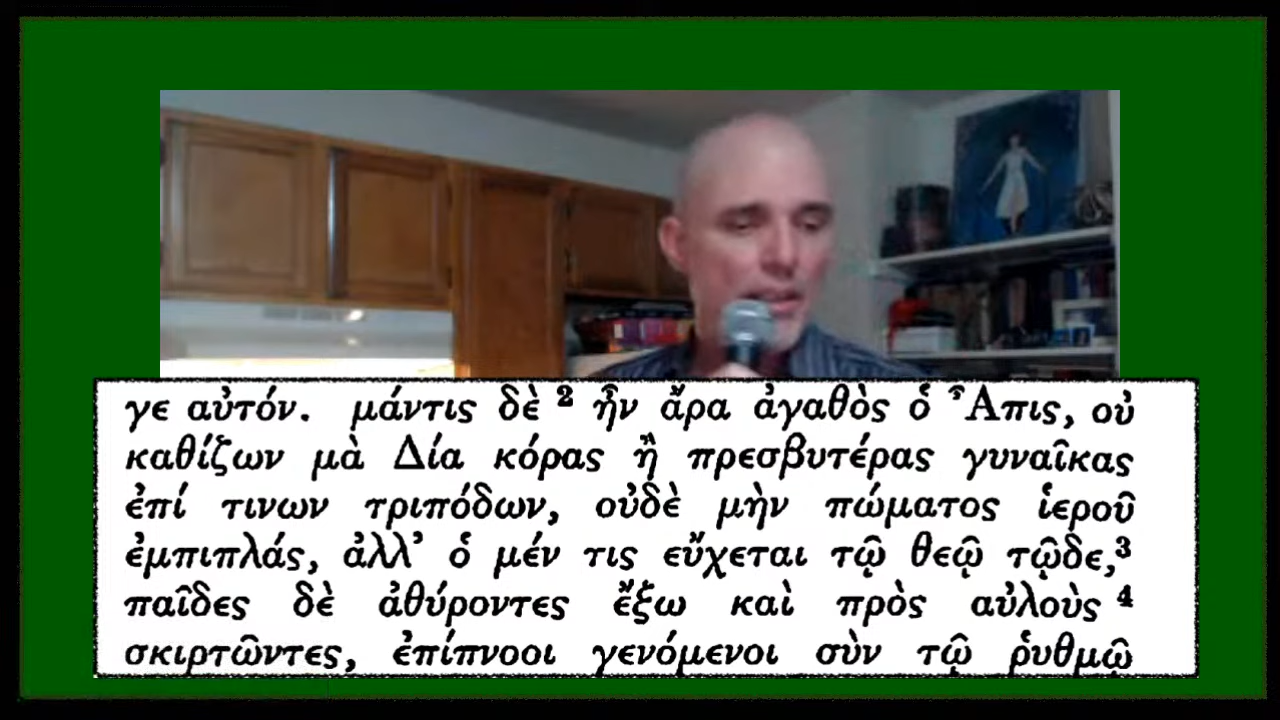 γε αὐτόν. μάντις δὲ ² ἦν ἄρα ἀγαθὸς ὁ Ἆπις, οὐ
καθίζων μὰ Δία κόρας ἢ πρεσβυτέρας γυναῖκας
ἐπί τινων τριπόδων, οὐδὲ μὴν πώματος ἱεροῦ
ἐμπιπλάς, ἀλλ’ ὁ μέν τις εὔχεται τῷ θεῷ τῷδε,³
παῖδες δὲ ἀθύροντες ἔξω καὶ πρὸς αὐλοὺς ⁴
σκιρτῶντες, ἐπίπνοοι γενόμενοι σὺν τῷ ῥυθμῷ